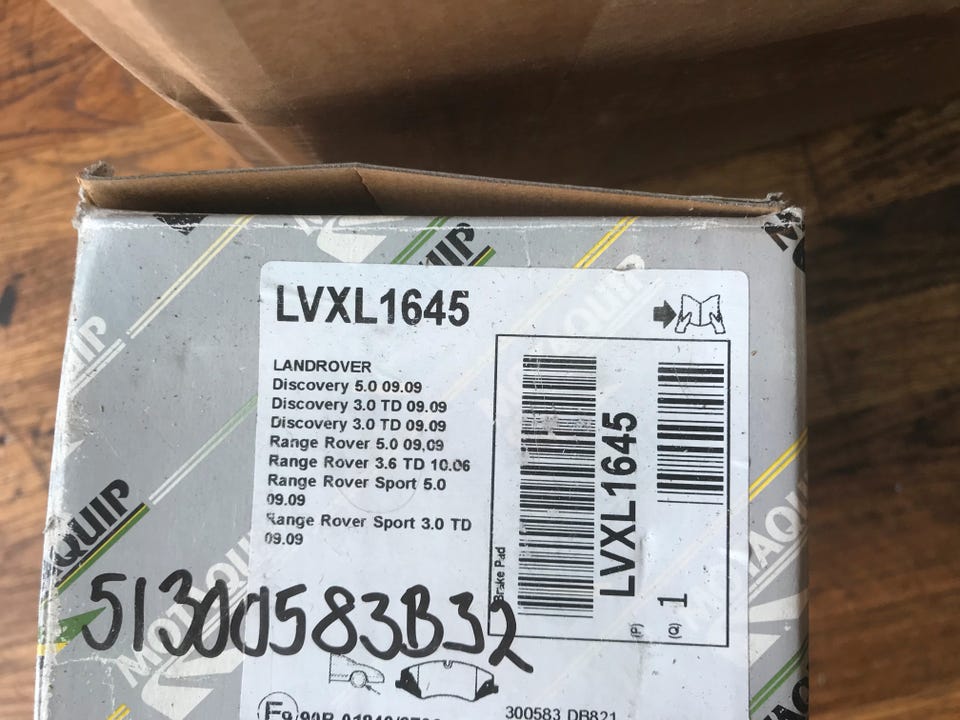 LVXL1645
LANDROVER
Discovery 5.0 09.09
Discovery 3.0 TD 09.09
Discovery 3.0 TD 09.09
Range Rover 5.0 09.09
Range Rover 3.6 TD 10.06
Range Rover Sport 5.0
09.09
Range Rover Sport 3.0 TD
09.09
Brake Pad
LVXL1645
(P)
(Q) 1
51300583B32
300583 DB821
MOTAQUIP